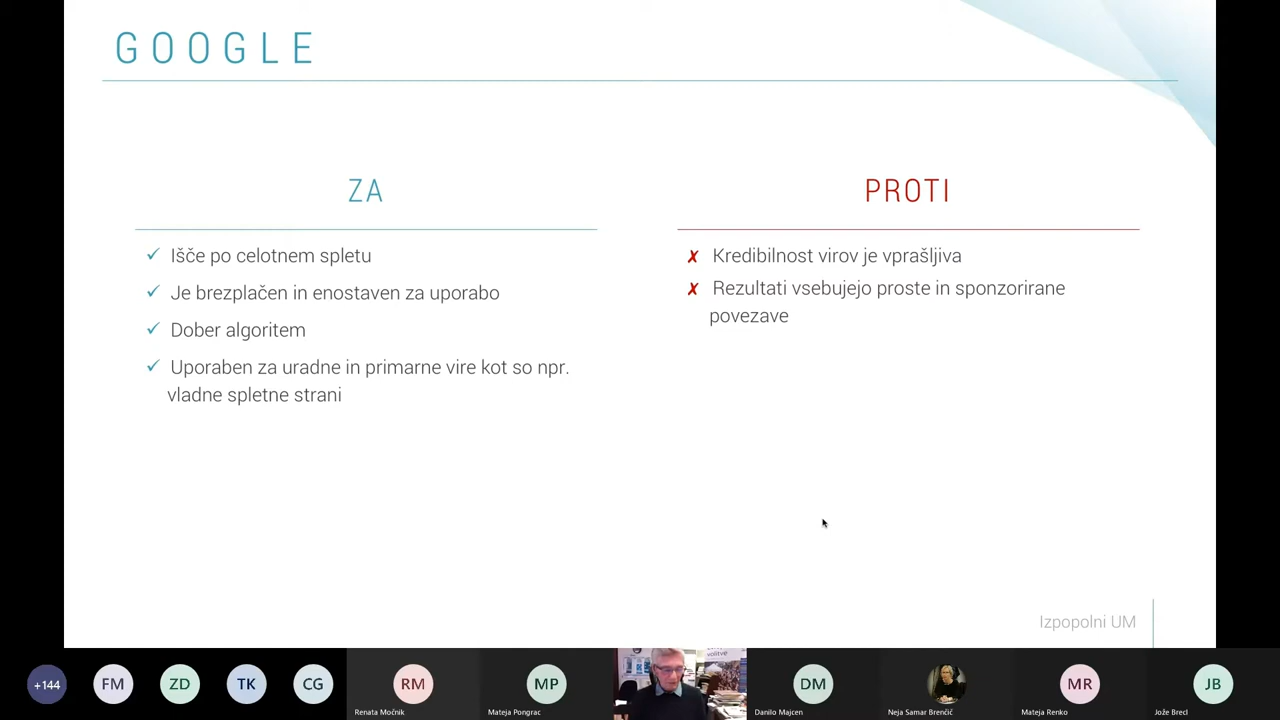 GOOGLE
ZA
✓ Išče po celotnem spletu
✓ Je brezplačen in enostaven za uporabo
✓ Dober algoritem
✓ Uporaben za uradne in primarne vire kot so npr.
vladne spletne strani
PROTI
✗ Kredibilnost virov je vprašljiva
✗ Rezultati vsebujejo proste in sponzorirane
povezave
Izpopolni UM
+144
FM
ZD
TK
CG
RM
Renata Močnik
MP
Mateja Pongrac
volitve
DM
Danilo Majcen
Neja Samar Brenčič
MR
Mateja Renko
JB
Jože Brecl